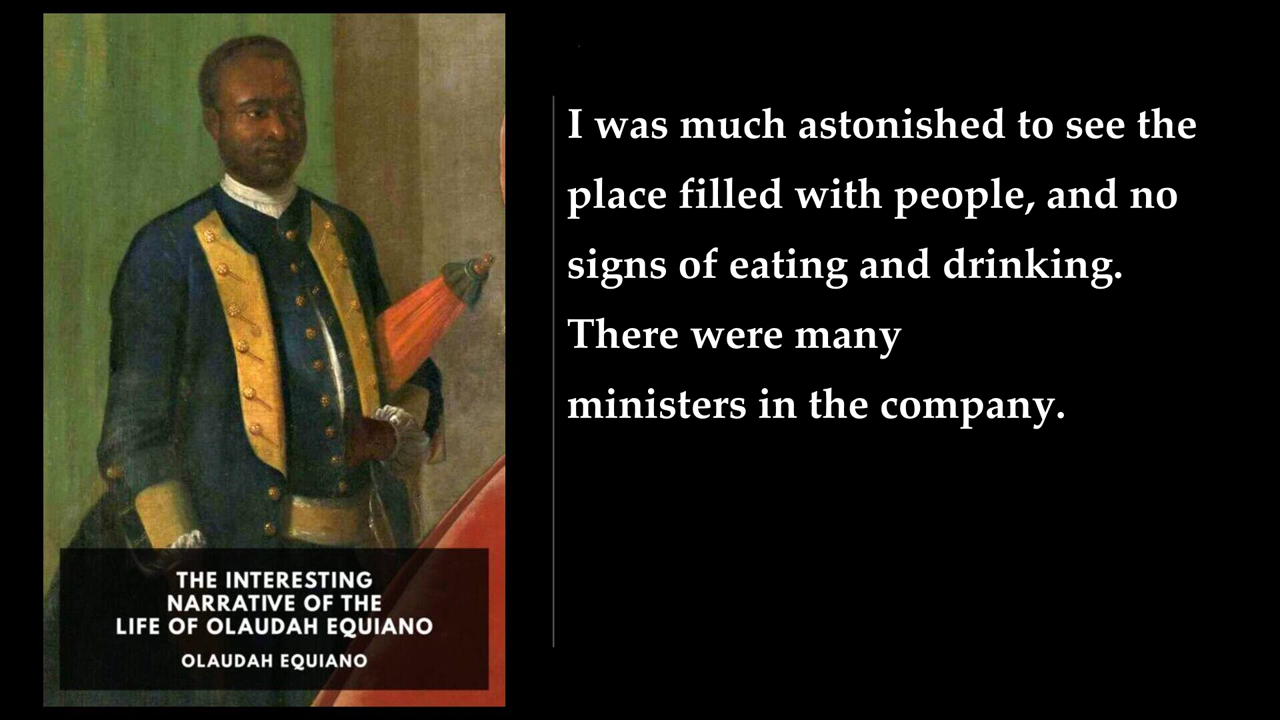 THE INTERESTING
NARRATIVE OF THE
LIFE OF OLAUDAH EQUIANO
OLAUDAH EQUIANO
I was much astonished to see the
place filled with people, and no
signs of eating and drinking.
There were many
ministers in the company.